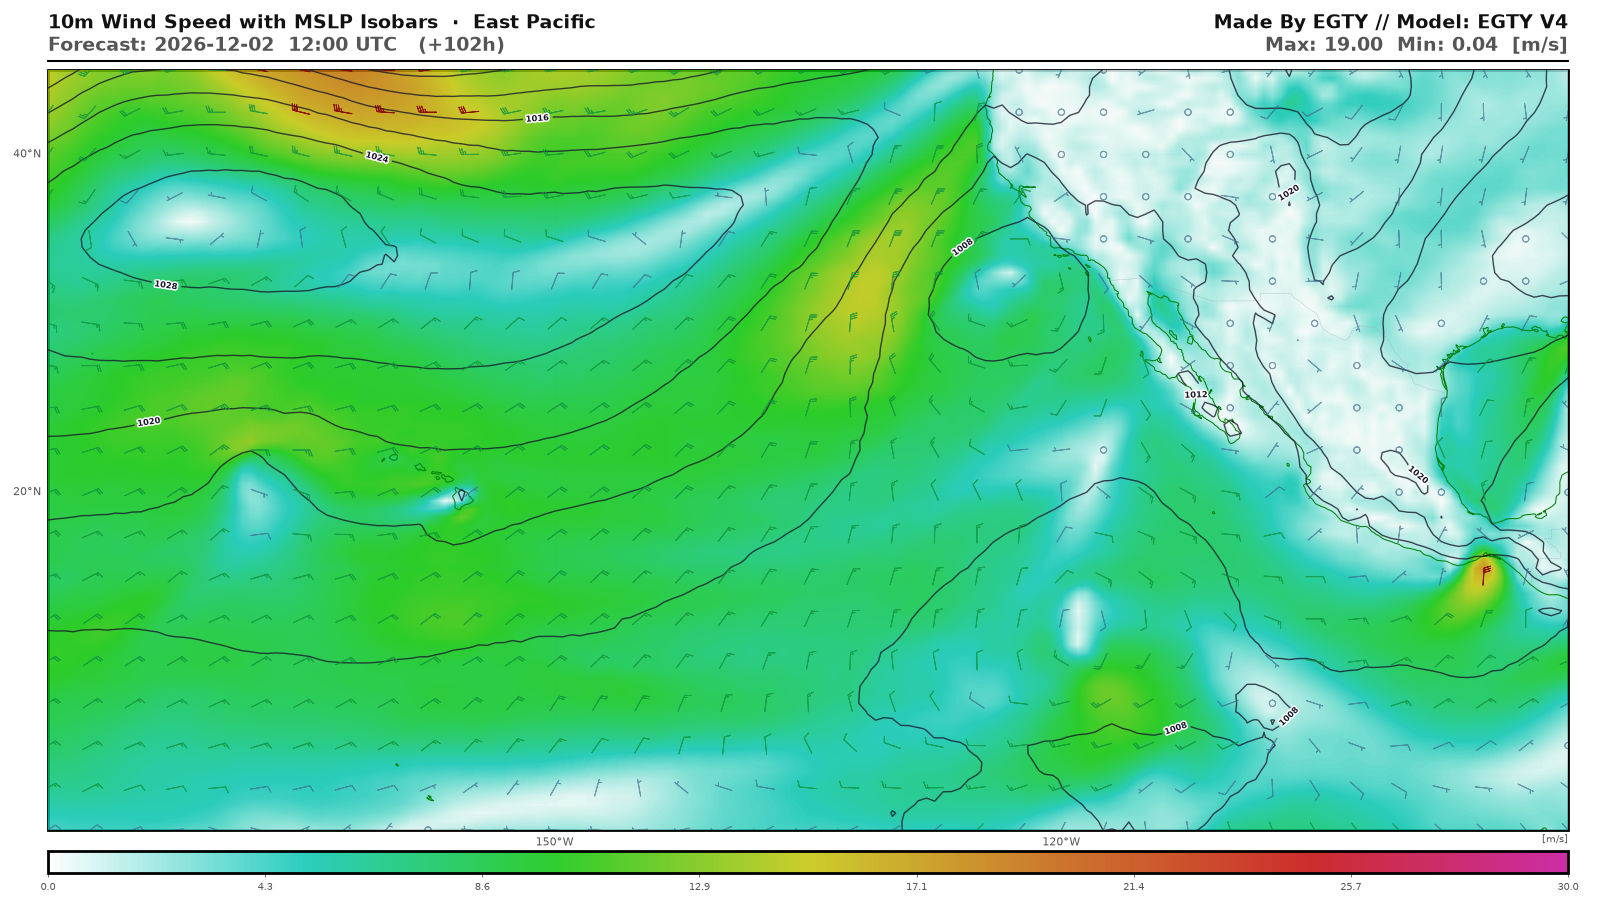 10m Wind Speed with MSLP Isobars · East Pacific
Made By EGTY // Model: EGTY V4
Forecast: 2026-12-02 12:00 UTC (+102h)
Max: 19.00 Min: 0.04 [m/s]
1016
40°N
1024
1020
1008
1028
1012
1020
1020
20°N
1008
1008
150°W
120°W
[m/s]
0.0
4.3
8.6
12.9
17.1
21.4
25.7
30.0